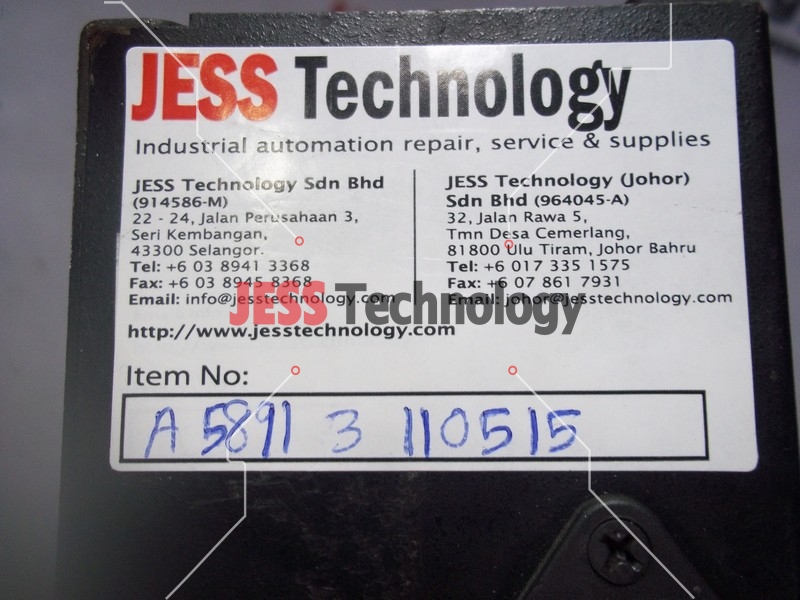 JESS Technology
Industrial automation repair, service & supplies
JESS Technology Sdn Bhd
(914586-M)
22 - 24, Jalan Perusahaan 3,
Seri Kembangan,
43300 Selangor.
Tel: +6 03 8941 3368
Fax: +6 03 8945 8368
Email: info@jesstechnology.com
JESS Technology (Johor)
Sdn Bhd (964045-A)
32, Jalan Rawa 5,
Tmn Desa Cemerlang,
81800 Ulu Tiram, Johor Bahru
Tel: +6 017 335 1575
Fax: +6 07 861 7931
Email: johor@jesstechnology.com
JESS Technology
http://www.jesstechnology.com
Item No:
A 5891 3 110515